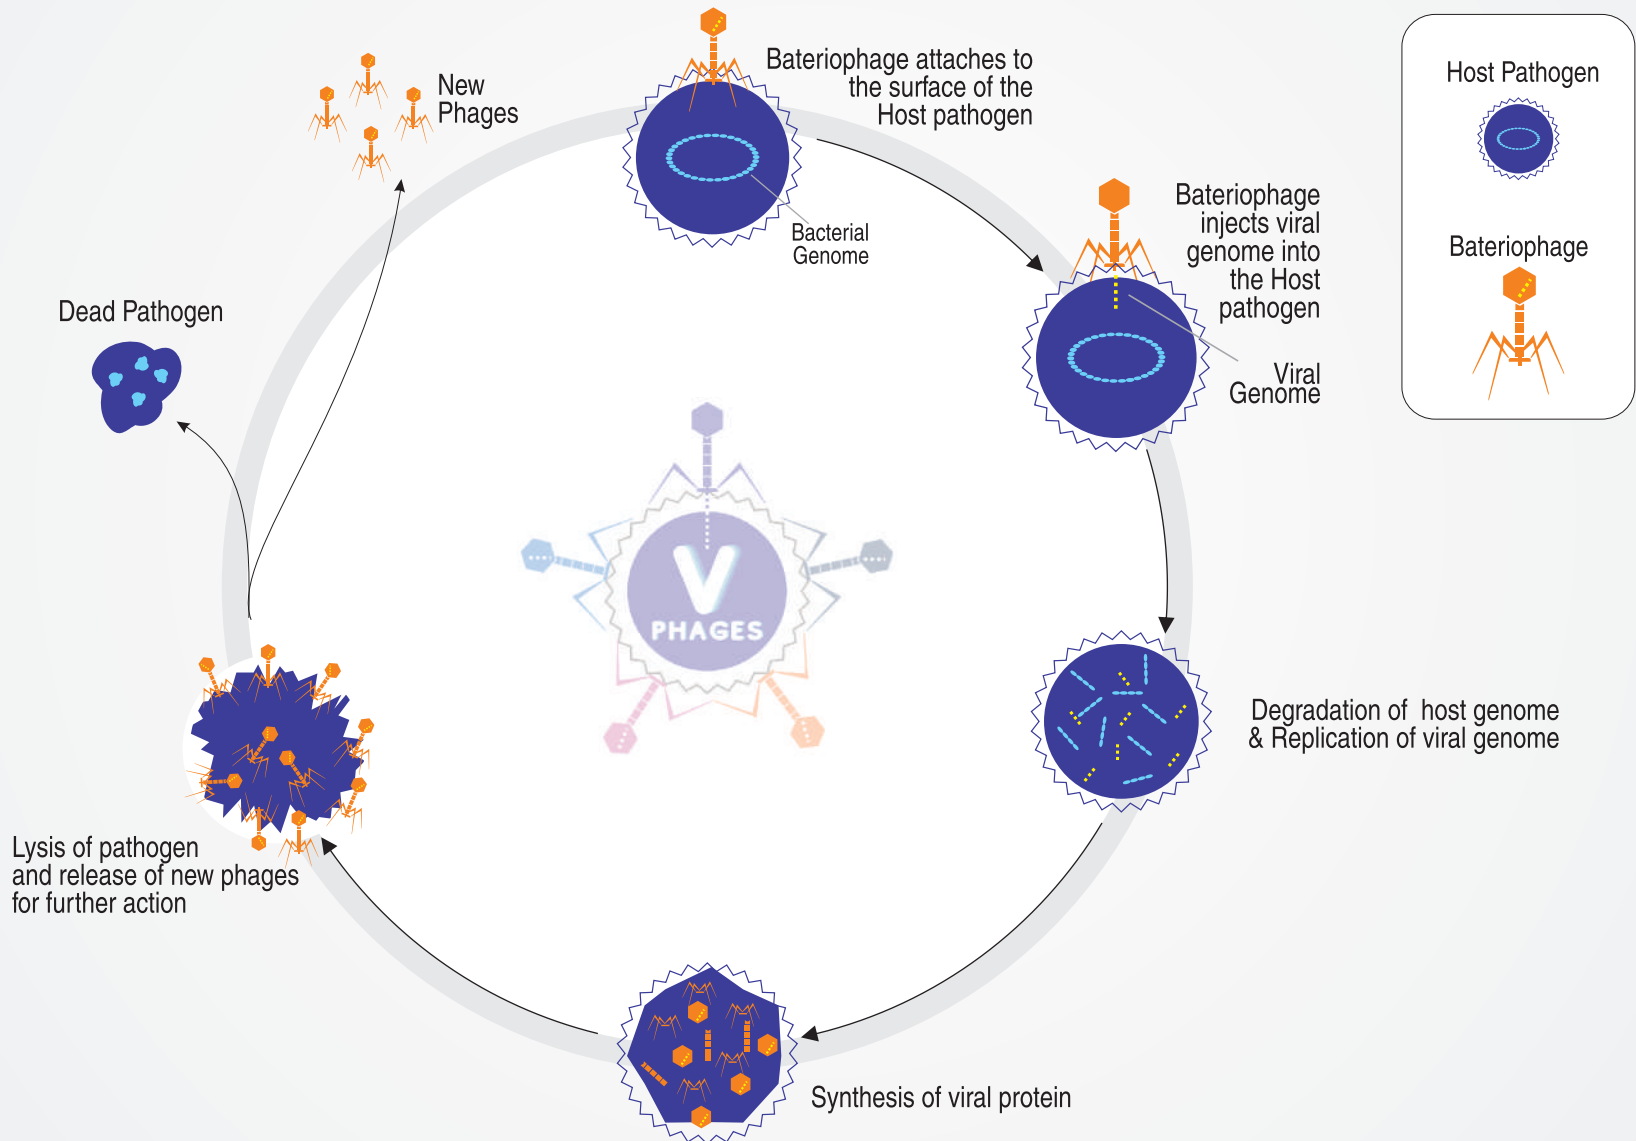 New
Phages
Bateriophage attaches to
the surface of the
Host pathogen
Bacterial
Genome
Bateriophage
injects viral
genome into
the Host
pathogen
Viral
Genome
Host Pathogen
Bateriophage
Dead Pathogen
V
PHAGES
Degradation of host genome
& Replication of viral genome
Lysis of pathogen
and release of new phages
for further action
Synthesis of viral protein